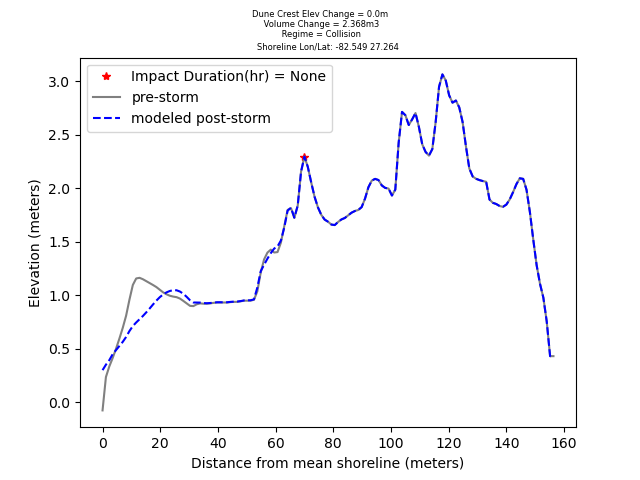 Dune Crest Elev Change = 0.0m
Volume Change = 2.368m3
Regime = Collision
Shoreline Lon/Lat: -82.549 27.264
Impact Duration(hr) = None
pre-storm
modeled post-storm
3.0
2.5
2.0
1.5
1.0
0.5
0.0
Elevation (meters)
0 20 40 60 80 100 120 140 160
Distance from mean shoreline (meters)